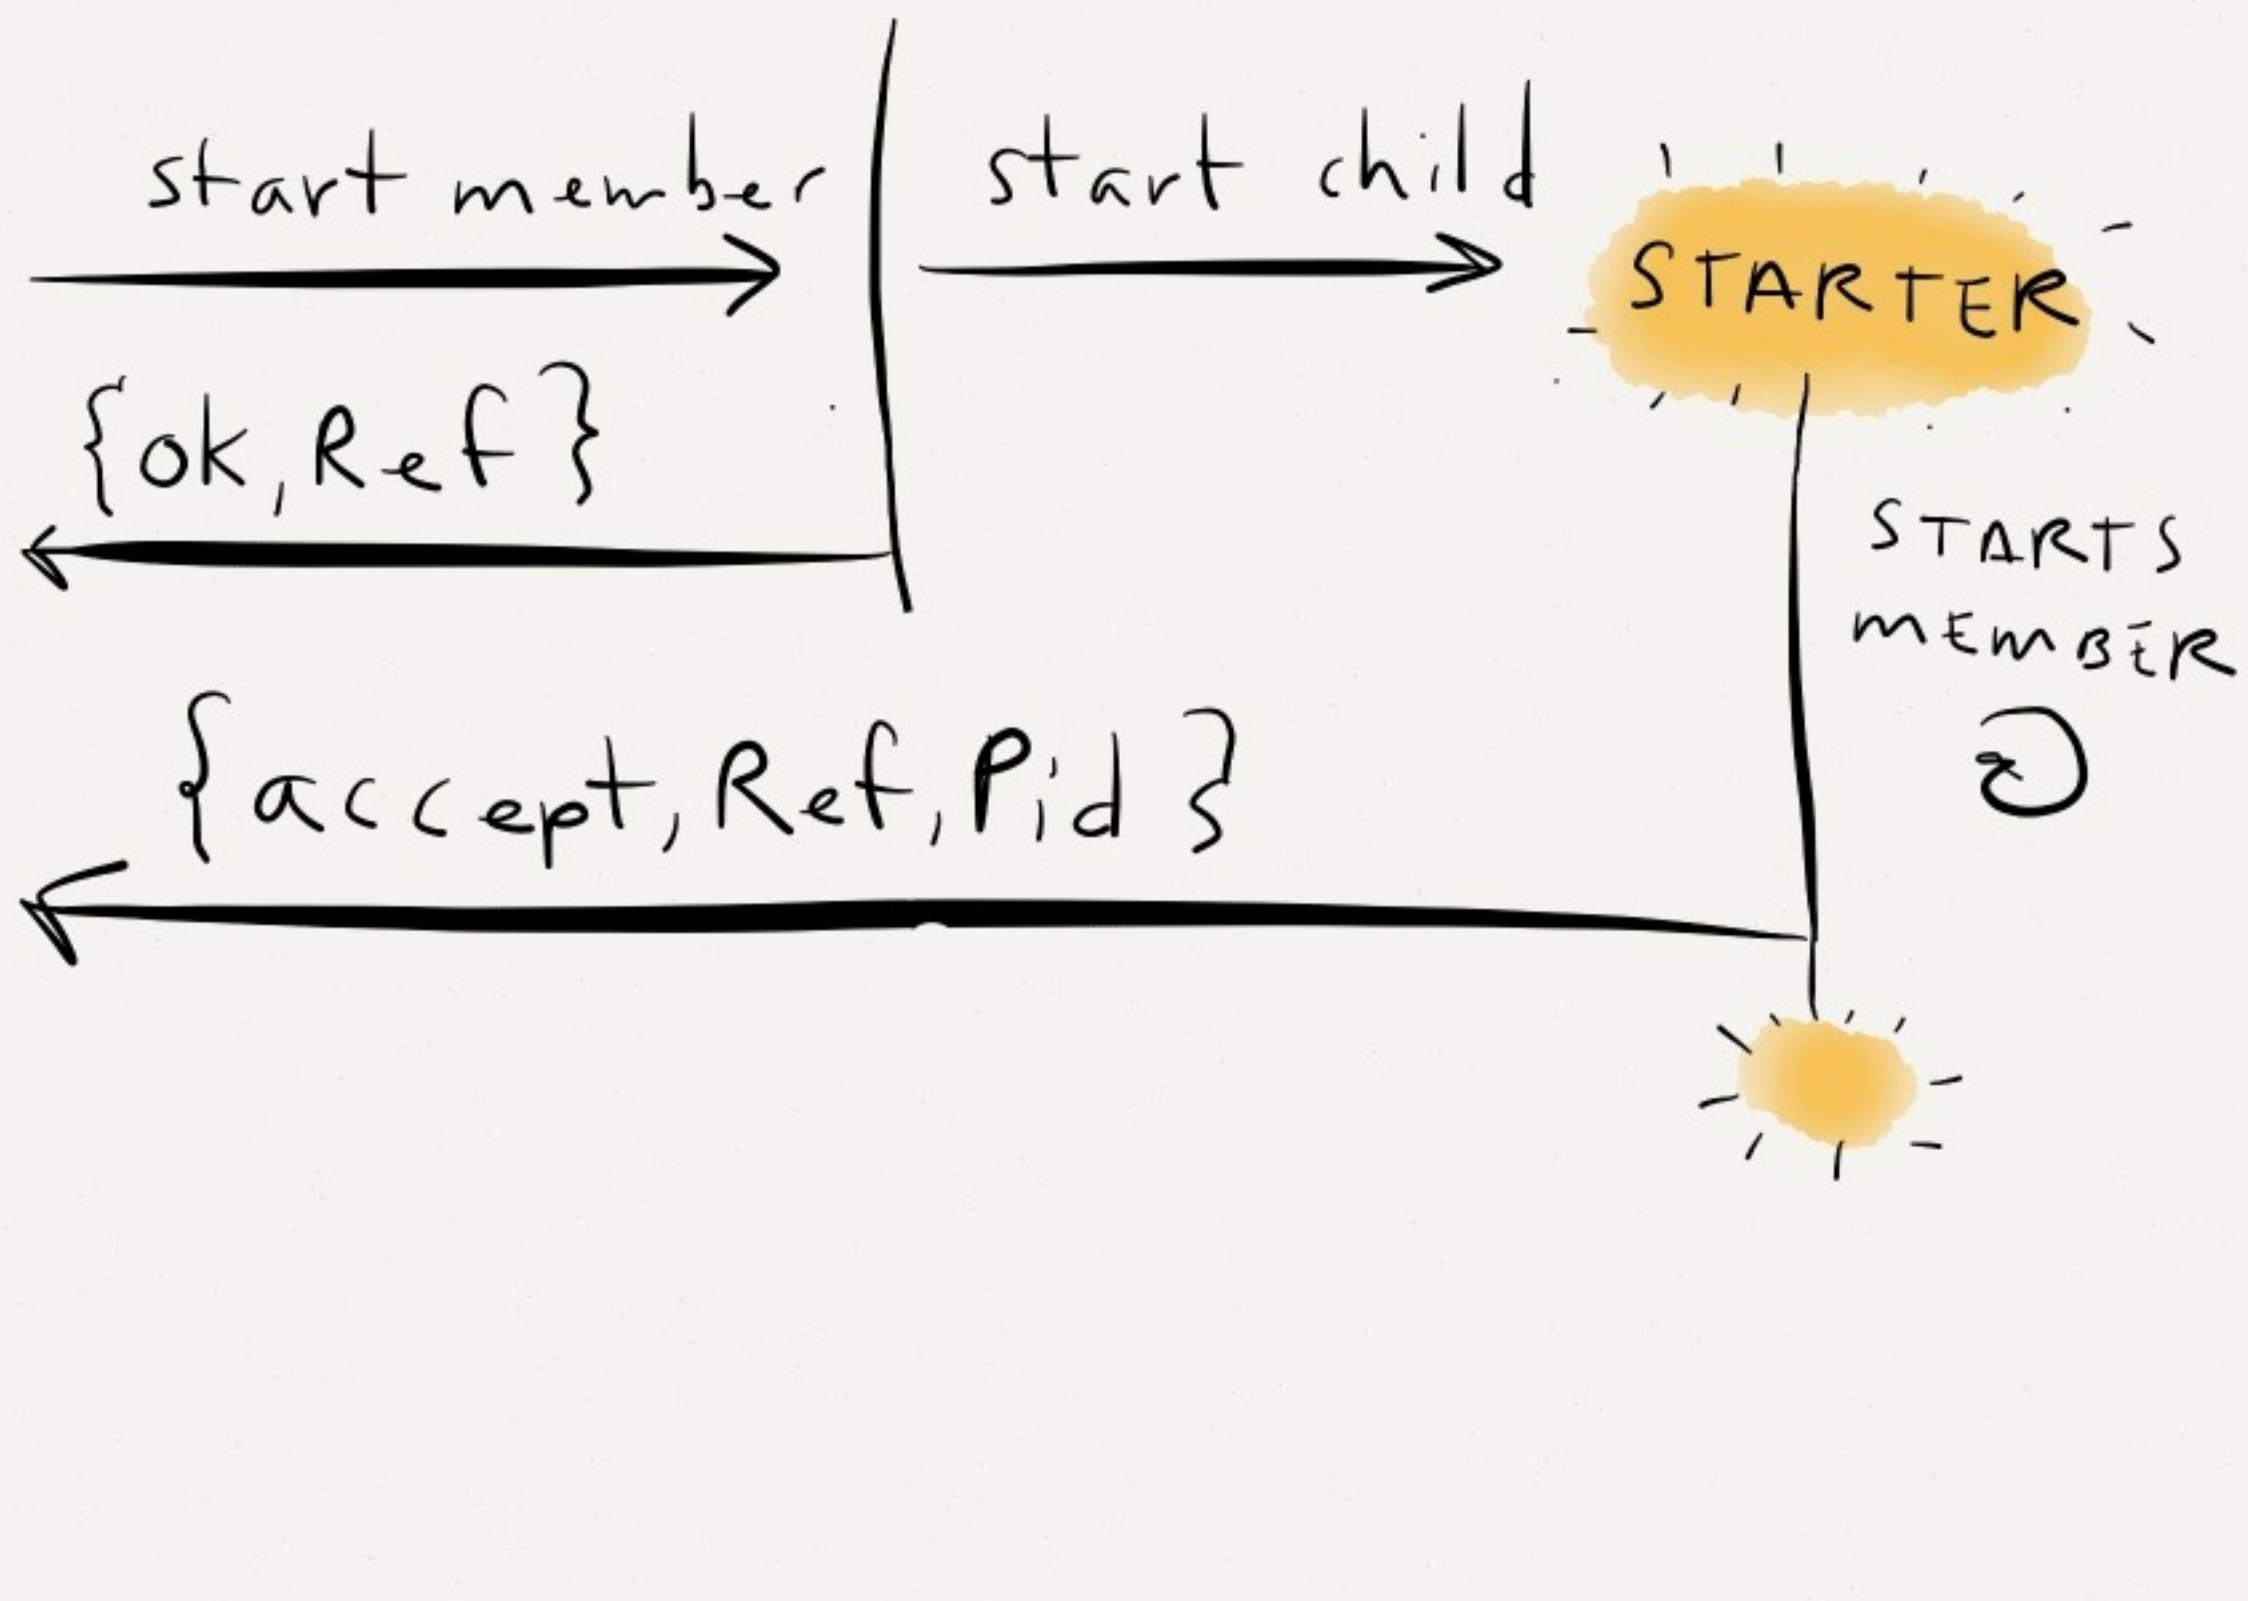 start member
start child
STARTER
{ok,Ref}
STARTS
MEMBER
{accept,Ref,Pid}